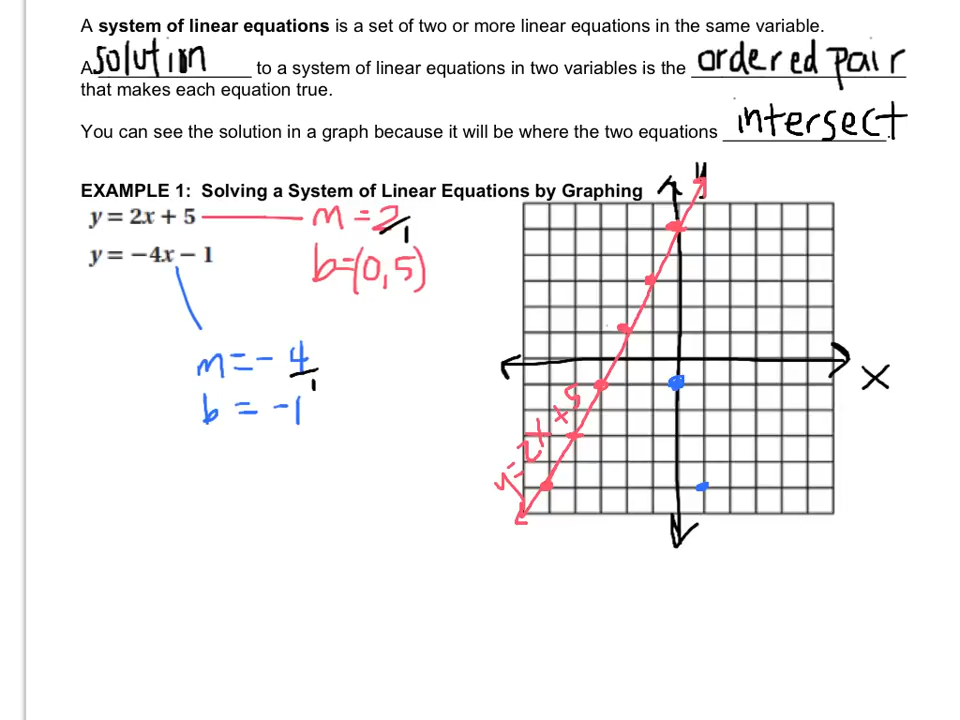 A system of linear equations is a set of two or more linear equations in the same variable.
A solution to a system of linear equations in two variables is the ordered pair
that makes each equation true.
You can see the solution in a graph because it will be where the two equations intersect.
EXAMPLE 1: Solving a System of Linear Equations by Graphing
y
y = 2x + 5
m = 2/1
y = −4x − 1
b=(0,5)
m = - 4/1
b = -1
x
y=2x+5